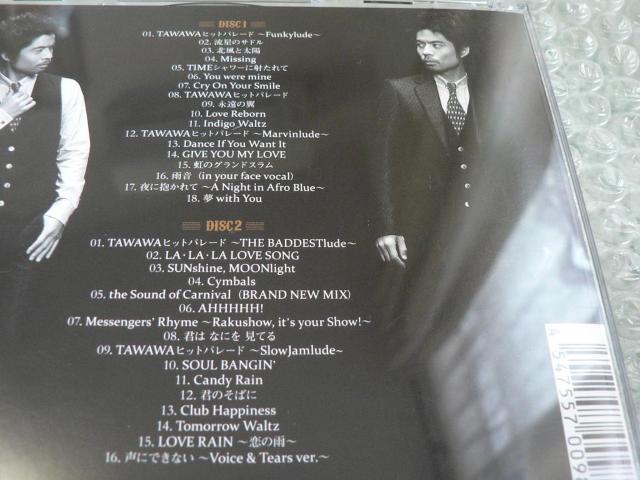 DISC1
01. TAWAWAヒットパレード ～Funkylude～
02. 流星のサドル
03. 北風と太陽
04. Missing
05. TIMEシャワーに射たれて
06. You were mine
07. Cry On Your Smile
08. TAWAWAヒットパレード
09. 永遠の翼
10. Love Reborn
11. Indigo Waltz
12. TAWAWAヒットパレード ～Marvinlude～
13. Dance If You Want It
14. GIVE YOU MY LOVE
15. 虹のグランドスラム
16. 雨音 (in your face vocal)
17. 夜に抱かれて ～A Night in Afro Blue～
18. 夢 with You
DISC2
01. TAWAWAヒットパレード ～THE BADDESTlude～
02. LA・LA・LA LOVE SONG
03. SUNshine, MOONlight
04. Cymbals
05. the Sound of Carnival (BRAND NEW MIX)
06. AHHHHH!
07. Messengers' Rhyme ～Rakushow, it's your Show!～
08. 君は なにを 見てる
09. TAWAWAヒットパレード ～SlowJamlude～
10. SOUL BANGIN'
11. Candy Rain
12. 君のそばに
13. Club Happiness
14. Tomorrow Waltz
15. LOVE RAIN ～恋の雨～
16. 声にできない ～Voice & Tears ver.～
4 547557 009